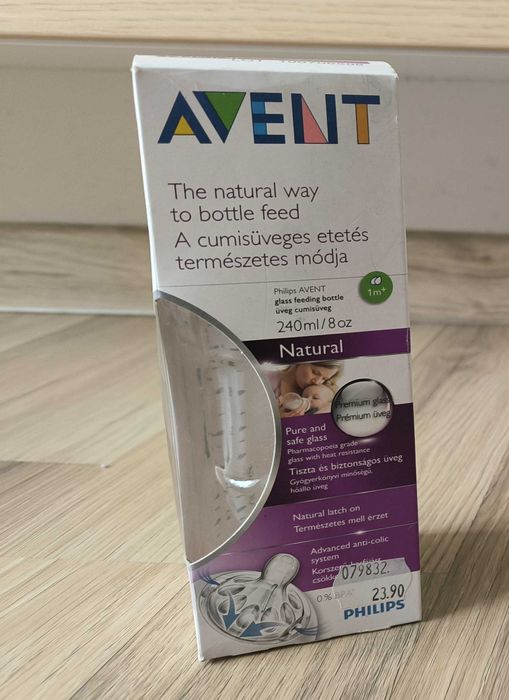 AVENT
The natural way
to bottle feed
A cumisüveges etetés
természetes módja
Philips AVENT
glass feeding bottle
üveg cumisüveg
1m+
240ml/8oz
Natural
Premium glass
Prémium üveg
Pure and
safe glass
Pharmacopoeia grade
glass with heat resistance
Tiszta és biztonságos üveg
Gyógyerkönyvi minőségű,
hőálló üveg
Natural latch on
Természetes mell érzet
Advanced anti-colic
system
079832.
0% BPA
23.90
PHILIPS